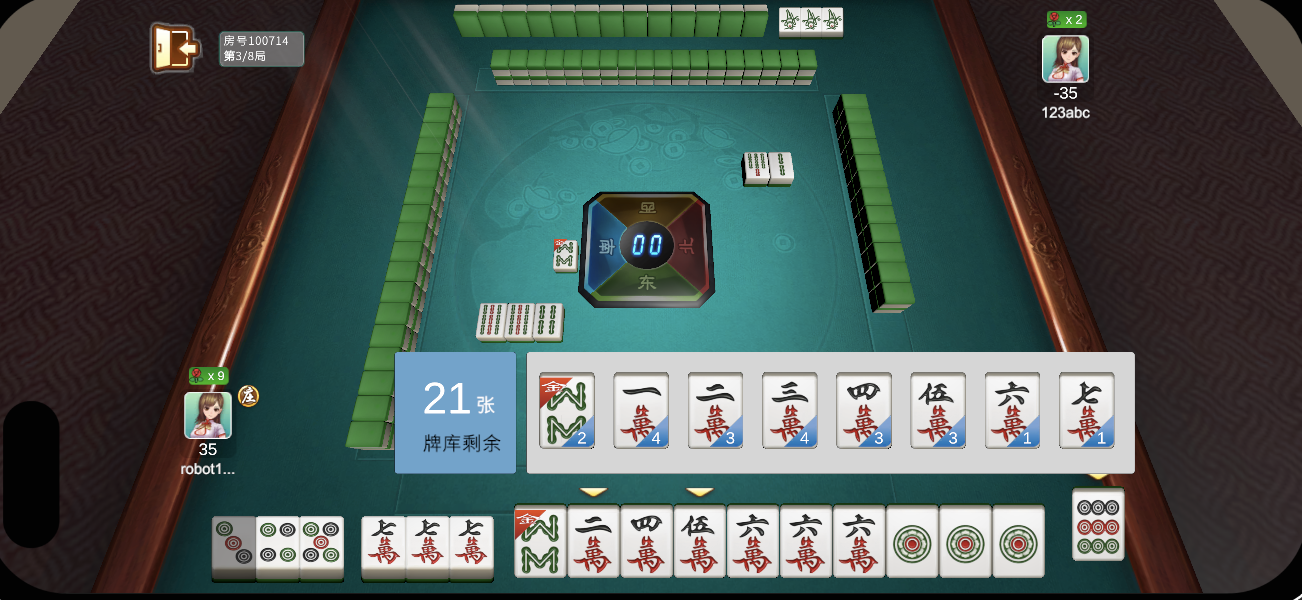 房号100714
第3/8局
x 2
-35
123abc
東
南
00
北
东
x 9
庄
35
robot1...
21 张
牌库剩余
金 2
一萬 4
二萬 3
三萬 4
四萬 3
伍萬 3
六萬 1
七萬 1
七萬 七萬 七萬
金 二萬 四萬 伍萬 六萬 六萬 六萬